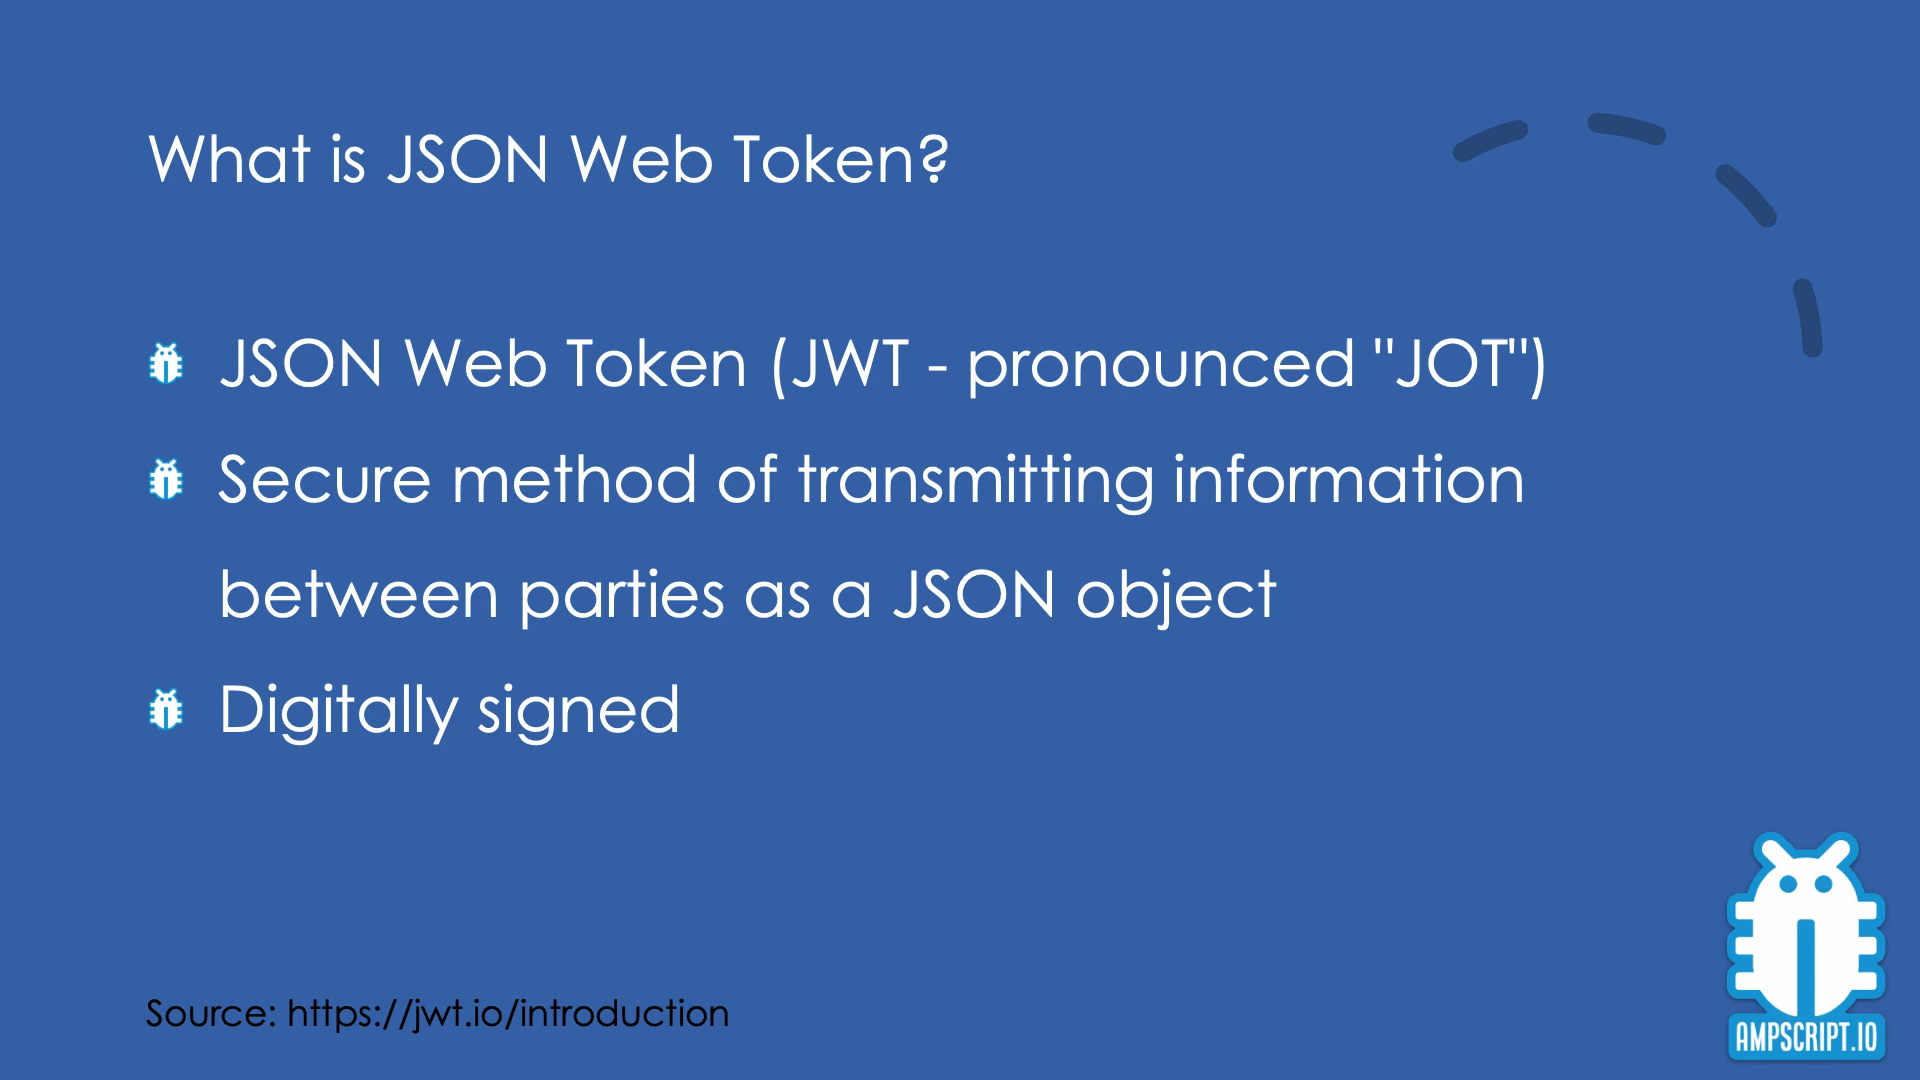 What is JSON Web Token?
JSON Web Token (JWT - pronounced "JOT")
Secure method of transmitting information
between parties as a JSON object
Digitally signed
Source: https://jwt.io/introduction
AMPSCRIPT.IO